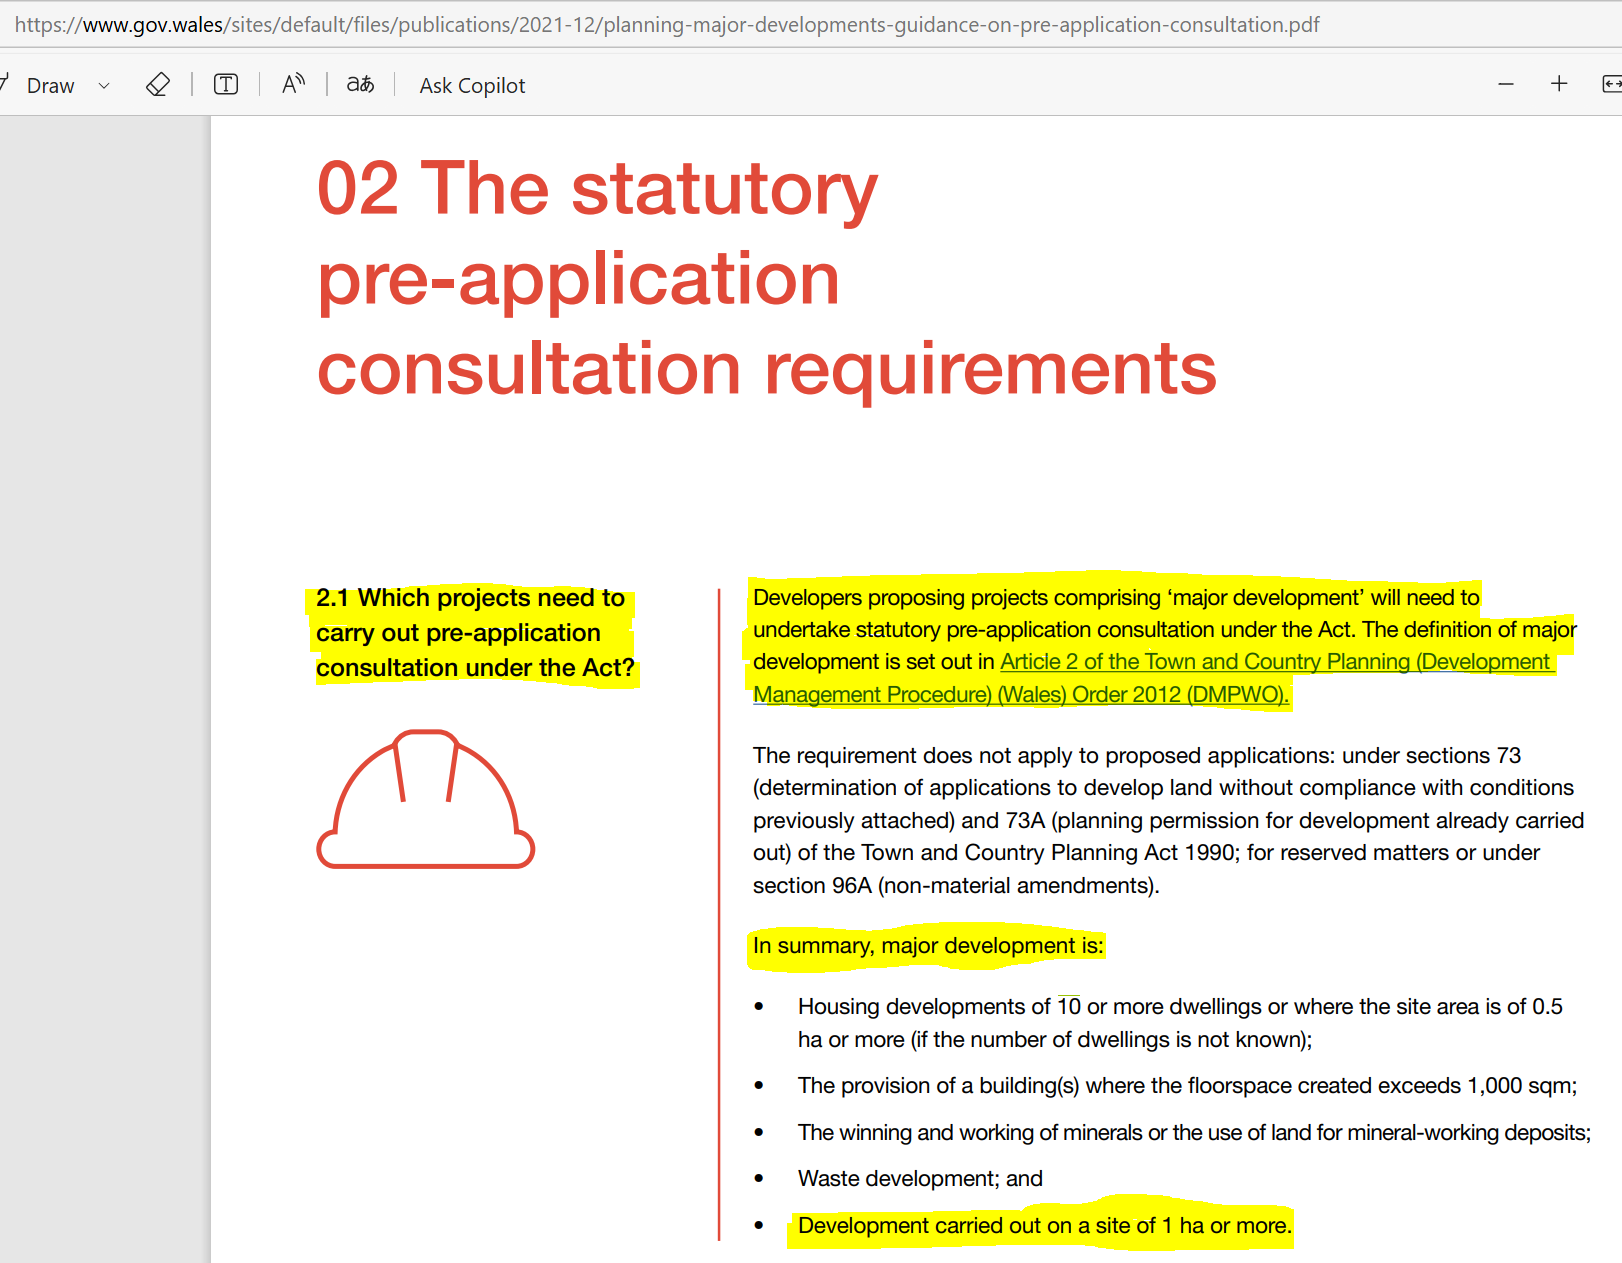 https://www.gov.wales/sites/default/files/publications/2021-12/planning-major-developments-guidance-on-pre-application-consultation.pdf
Draw
T
A
aあ
Ask Copilot
02 The statutory
pre-application
consultation requirements
2.1 Which projects need to
carry out pre-application
consultation under the Act?
Developers proposing projects comprising ‘major development’ will need to
undertake statutory pre-application consultation under the Act. The definition of major
development is set out in Article 2 of the Town and Country Planning (Development
Management Procedure) (Wales) Order 2012 (DMPWO).
The requirement does not apply to proposed applications: under sections 73
(determination of applications to develop land without compliance with conditions
previously attached) and 73A (planning permission for development already carried
out) of the Town and Country Planning Act 1990; for reserved matters or under
section 96A (non-material amendments).
In summary, major development is:
• Housing developments of 10 or more dwellings or where the site area is of 0.5
ha or more (if the number of dwellings is not known);
• The provision of a building(s) where the floorspace created exceeds 1,000 sqm;
• The winning and working of minerals or the use of land for mineral-working deposits;
• Waste development; and
• Development carried out on a site of 1 ha or more.